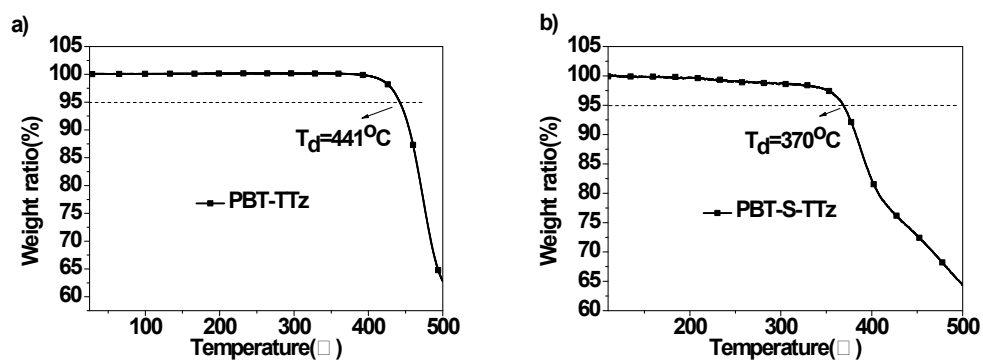 a)
105
100
95
90
85
80
75
70
65
60
Weight ratio(%)
Td=441°C
PBT-TTz
100 200 300 400 500
Temperature(□)
b)
105
100
95
90
85
80
75
70
65
60
Weight ratio(%)
Td=370°C
PBT-S-TTz
200 300 400 500
Temperature(□)